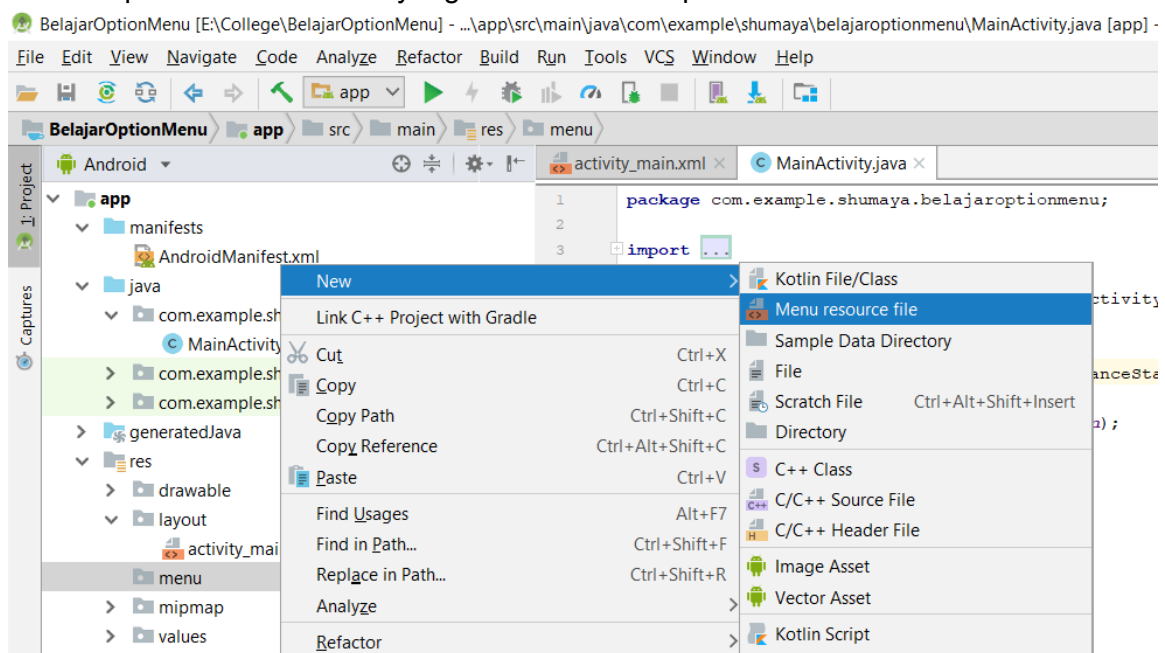 BelajarOptionMenu [E:\College\BelajarOptionMenu] - ...\app\src\main\java\com\example\shumaya\belajaroptionmenu\MainActivity.java [app] -
File Edit View Navigate Code Analyze Refactor Build Run Tools VCS Window Help
app
BelajarOptionMenu app src main res menu
1: Project
Captures
Android
activity_main.xml
MainActivity.java
app
manifests
AndroidManifest.xml
java
com.example.sh
MainActivity
com.example.sh
com.example.sh
generatedJava
res
drawable
layout
activity_mai
menu
mipmap
values
1 package com.example.shumaya.belajaroptionmenu;
2
3 import ...
ctivity
anceSta
);
New
Link C++ Project with Gradle
Cut Ctrl+X
Copy Ctrl+C
Copy Path Ctrl+Shift+C
Copy Reference Ctrl+Alt+Shift+C
Paste Ctrl+V
Find Usages Alt+F7
Find in Path... Ctrl+Shift+F
Replace in Path... Ctrl+Shift+R
Analyze
Refactor
Kotlin File/Class
Menu resource file
Sample Data Directory
File
Scratch File Ctrl+Alt+Shift+Insert
Directory
S C++ Class
C/C++ Source File
C/C++ Header File
Image Asset
Vector Asset
Kotlin Script